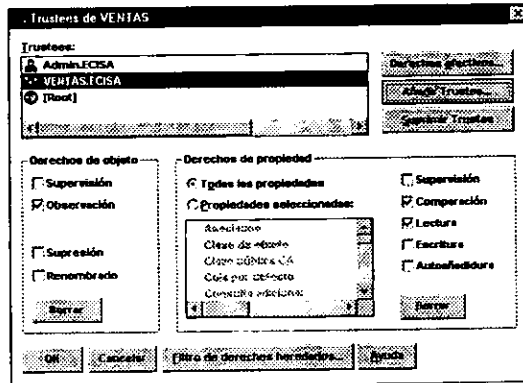 Trustees de VENTAS
Trustees:
Admin.ECISA
VENTAS.ECISA
[Root]
Derechos efectivos...
Añadir Trustee...
Suprimir Trustee
Derechos de objeto
Supervisión
Observación
Supresión
Renombrado
Borrar
Derechos de propiedad
Todas las propiedades
Propiedades seleccionadas:
Clave de objeto
Clave pública CA
Cola por defecto
Consulta adicional
Supervisión
Comparación
Lectura
Escritura
Autoañadidura
Borrar
OK
Cancelar
Filtro de derechos heredados...
Ayuda